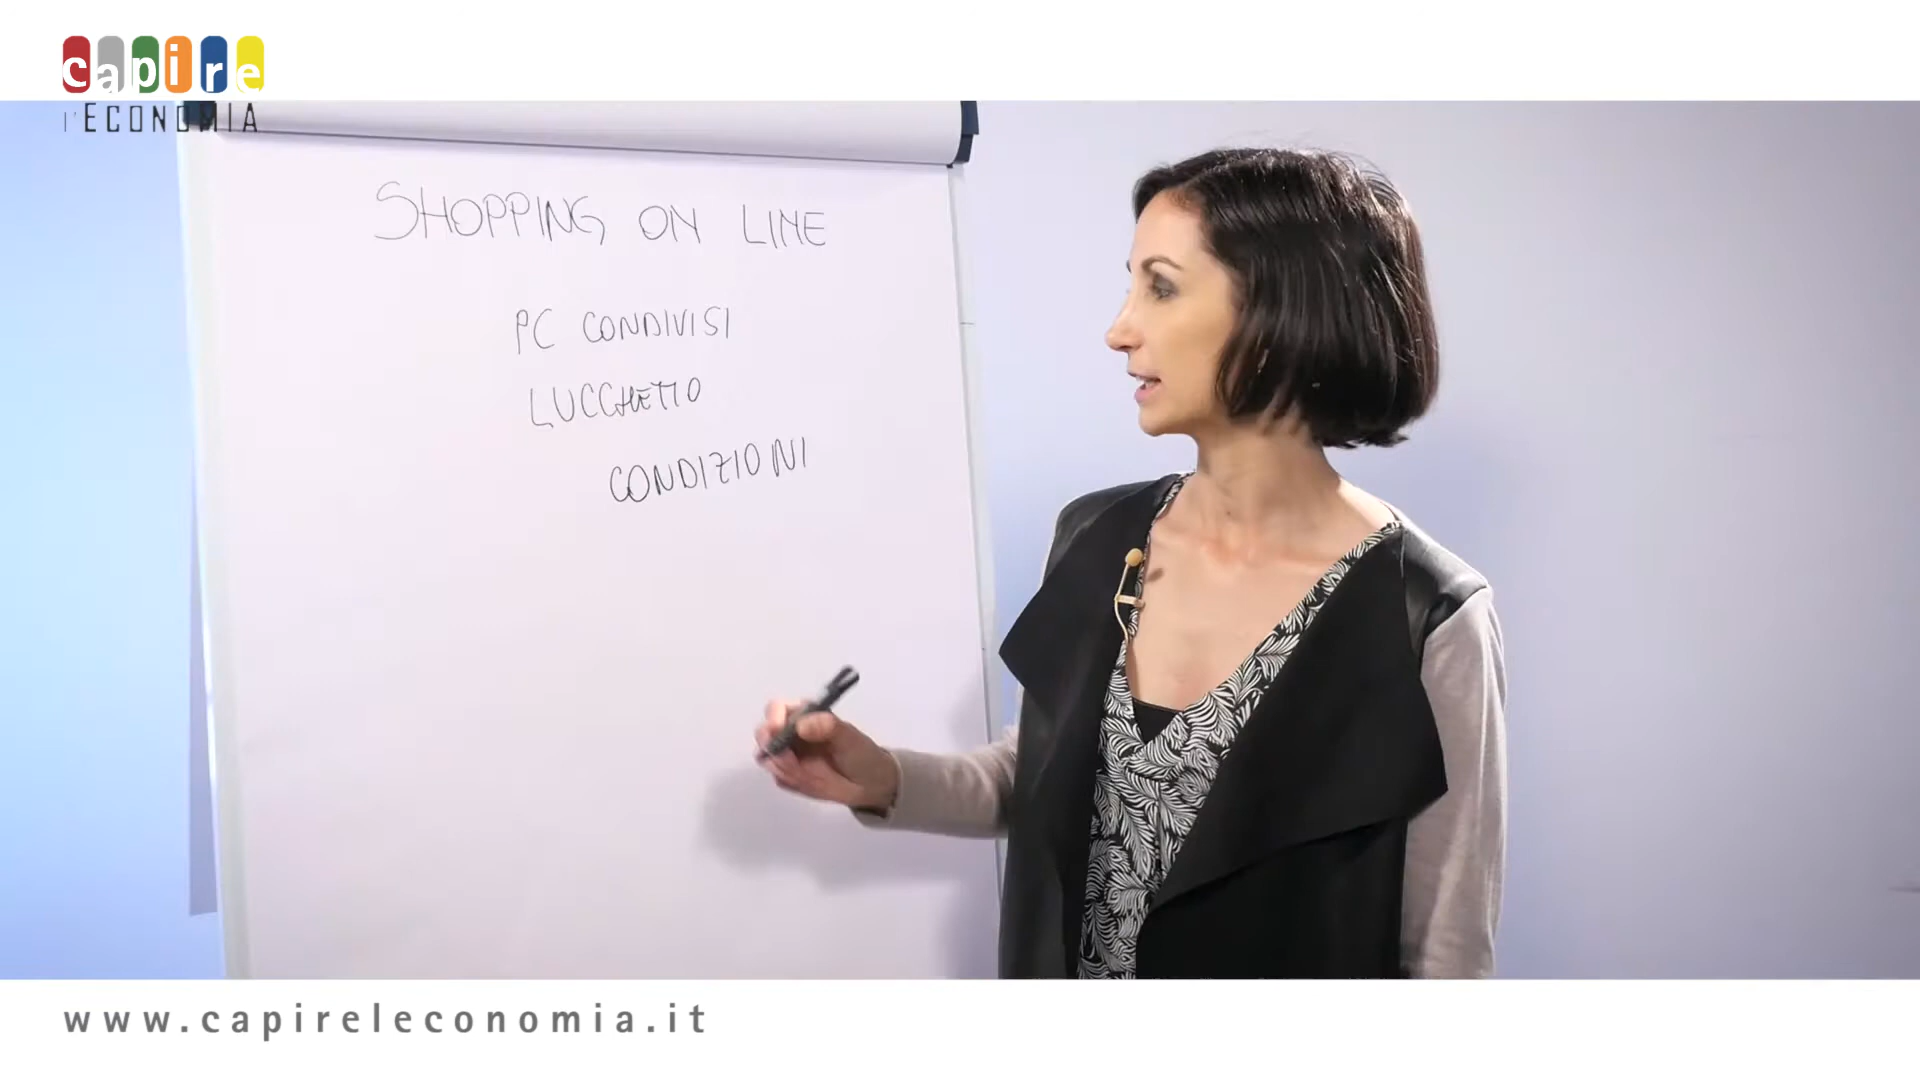 capire
l'ECONOMIA
SHOPPING ON LINE
PC CONDIVISI
LUCCHETTO
CONDIZIONI
www.capireleconomia.it